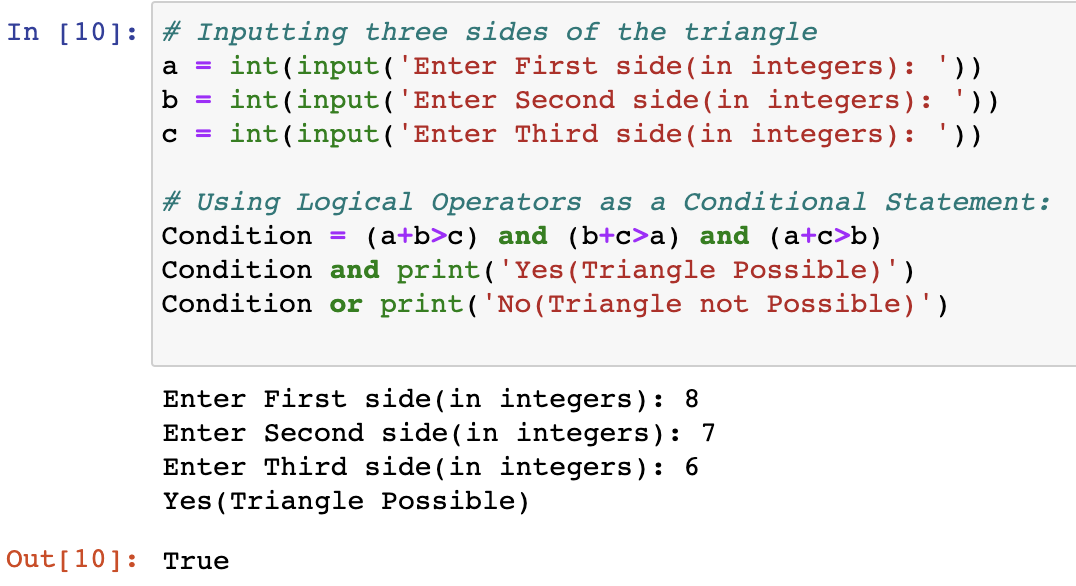 In [10]: # Inputting three sides of the triangle
a = int(input('Enter First side(in integers): '))
b = int(input('Enter Second side(in integers): '))
c = int(input('Enter Third side(in integers): '))
# Using Logical Operators as a Conditional Statement:
Condition = (a+b>c) and (b+c>a) and (a+c>b)
Condition and print('Yes(Triangle Possible)')
Condition or print('No(Triangle not Possible)')
Enter First side(in integers): 8
Enter Second side(in integers): 7
Enter Third side(in integers): 6
Yes(Triangle Possible)
Out[10]: True